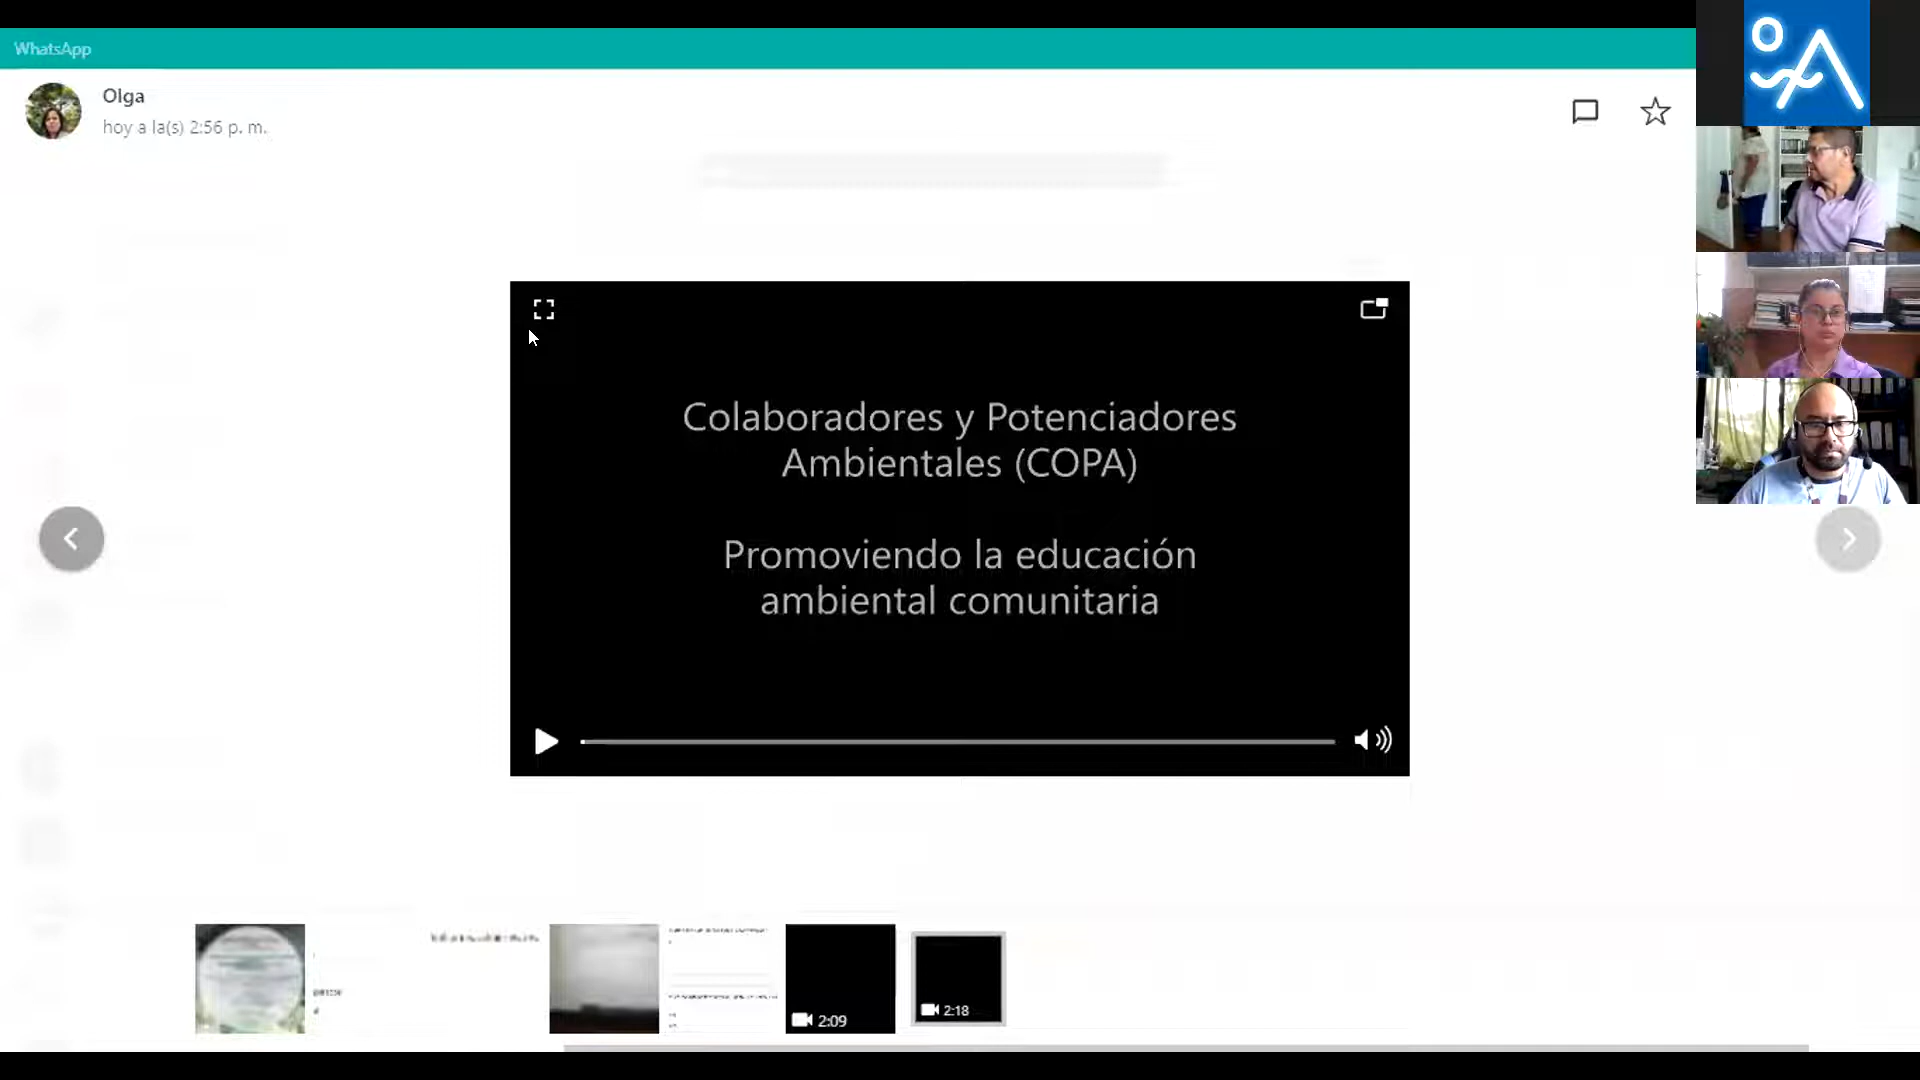 WhatsApp
Olga
hoy a la(s) 2:56 p. m.
Colaboradores y Potenciadores
Ambientales (COPA)
Promoviendo la educación
ambiental comunitaria
2:09
2:18